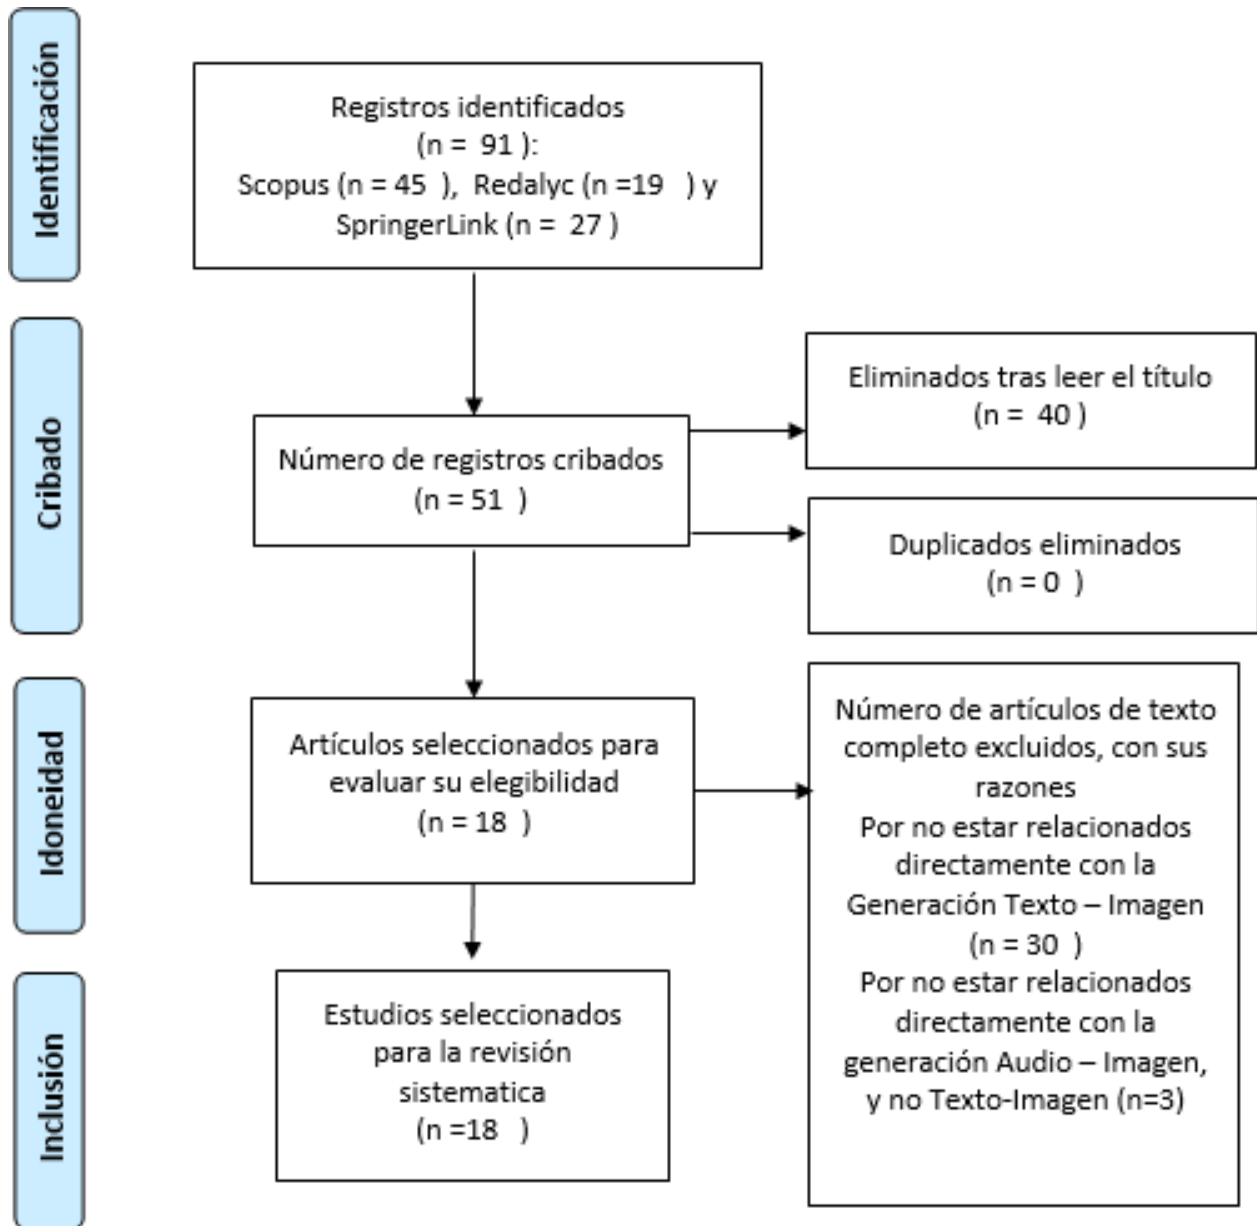 Identificación
Registros identificados
(n = 91 ):
Scopus (n = 45 ), Redalyc (n =19 ) y
SpringerLink (n = 27 )
Cribado
Número de registros cribados
(n = 51 )
Eliminados tras leer el título
(n = 40 )
Duplicados eliminados
(n = 0 )
Idoneidad
Artículos seleccionados para
evaluar su elegibilidad
(n = 18 )
Número de artículos de texto
completo excluidos, con sus
razones
Por no estar relacionados
directamente con la
Generación Texto – Imagen
(n = 30 )
Por no estar relacionados
directamente con la
generación Audio – Imagen,
y no Texto-Imagen (n=3)
Inclusión
Estudios seleccionados
para la revisión
sistematica
(n =18 )